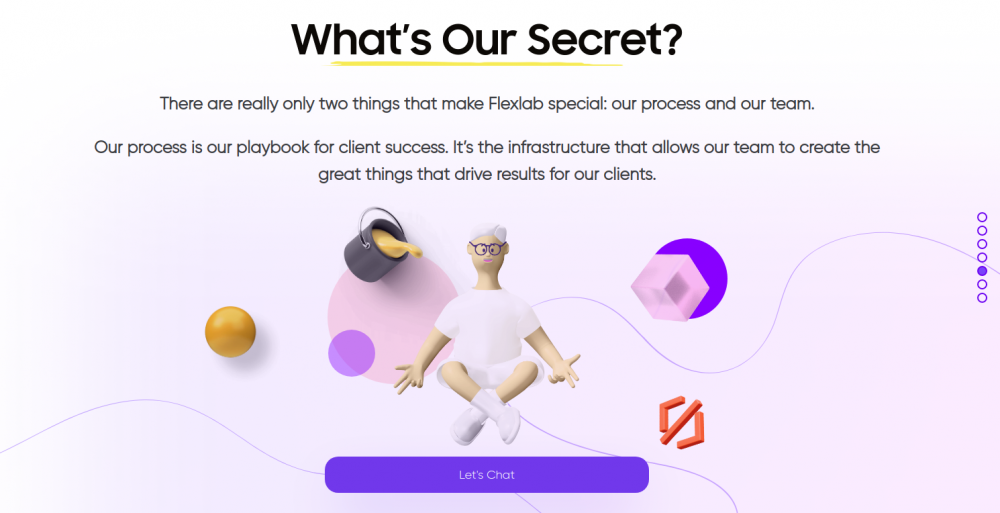 What's Our Secret?
There are really only two things that make Flexlab special: our process and our team.
Our process is our playbook for client success. It's the infrastructure that allows our team to create the
great things that drive results for our clients.
Let's Chat